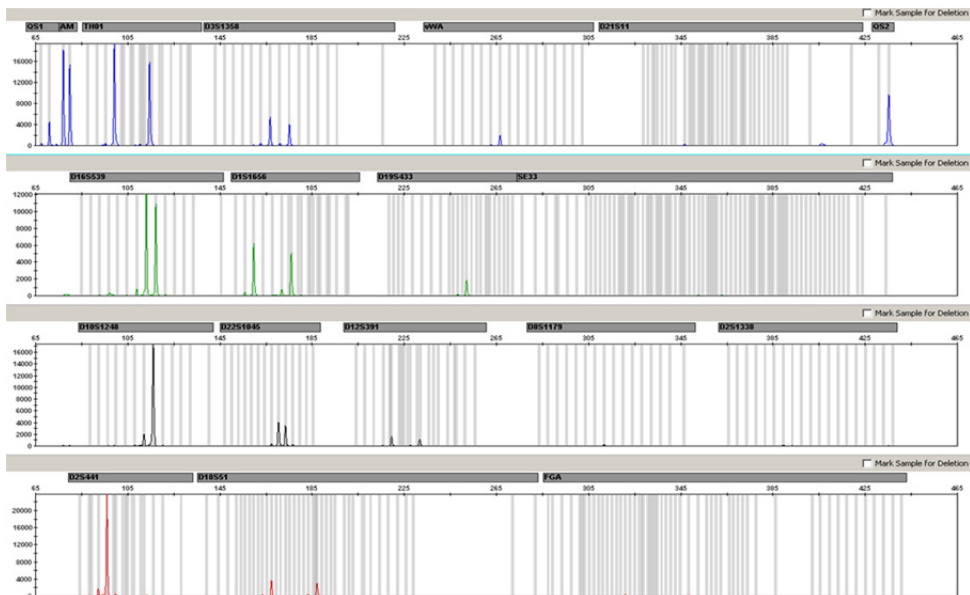 Mark Sample for Deletion
QS1 AM TH01 D3S1358 vWA D21S11 QS2
65 105 145 185 225 265 305 345 385 425 465
16000
12000
8000
4000
0
Mark Sample for Deletion
D16S539 D1S1656 D19S433 SE33
65 105 145 185 225 265 305 345 385 425 465
12000
10000
8000
6000
4000
2000
0
Mark Sample for Deletion
D10S1248 D22S1045 D12S391 D8S1179 D2S1338
65 105 145 185 225 265 305 345 385 425 465
16000
14000
12000
10000
8000
6000
4000
2000
0
Mark Sample for Deletion
D2S441 D18S51 FGA
65 105 145 185 225 265 305 345 385 425 465
20000
16000
12000
8000
4000
0